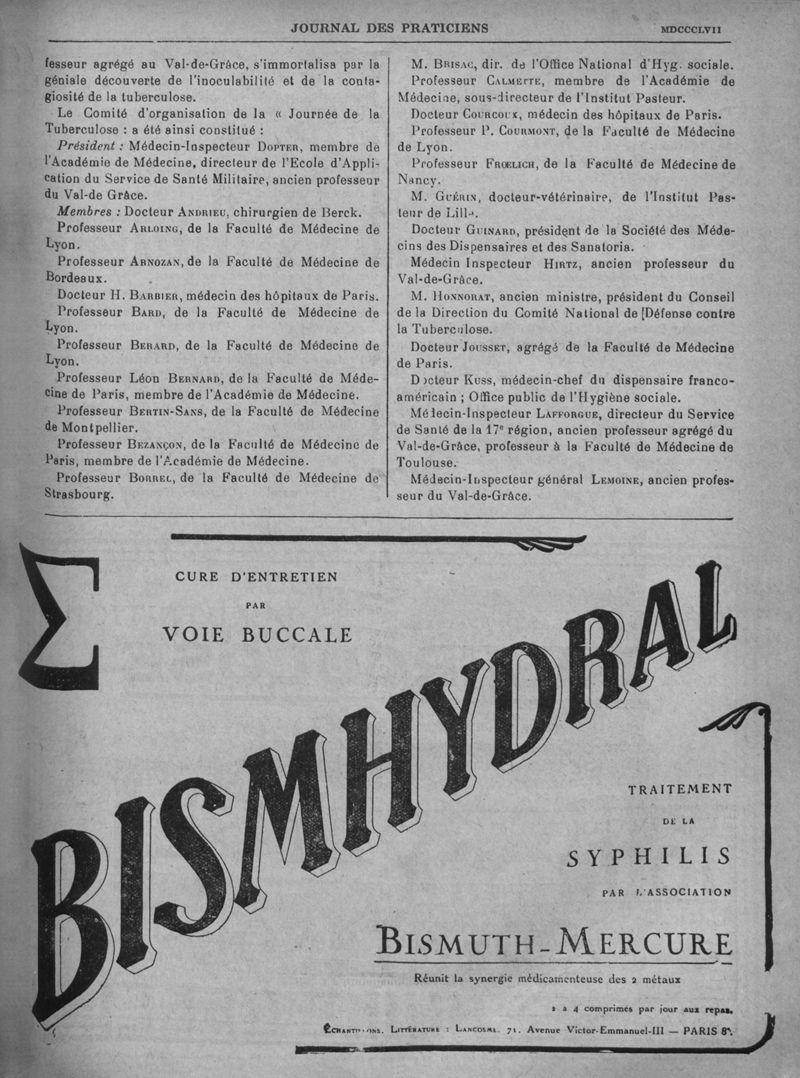 JOURNAL DES PRATICIENS
MDCCCLVII
fesseur agrégé au Val-de-Grâce, s'immortalisa par la
géniale découverte de l'inoculabilité et de la conta-
giosité de la tuberculose.
Le Comité d'organisation de la « Journée de la
Tuberculose : a été ainsi constitué :
Président : Médecin-Inspecteur DOPTER, membre de
l'Académie de Médecine, directeur de l'Ecole d'Appli-
cation du Service de Santé Militaire, ancien professeur
du Val-de Grâce.
Membres : Docteur ANDRIEU, chirurgien de Berck.
Professeur ARLOING, de la Faculté de Médecine de
Lyon.
Professeur ARNOZAN, de la Faculté de Médecine de
Bordeaux.
Docteur H. BARBIER, médecin des hôpitaux de Paris.
Professeur BARD, de la Faculté de Médecine de
Lyon.
Professeur BERARD, de la Faculté de Médecine de
Lyon.
Professeur Léon BERNARD, de la Faculté de Méde-
cine de Paris, membre de l'Académie de Médecine.
Professeur BERTIN-SANS, de la Faculté de Médecine
de Montpellier.
Professeur BEZANÇON, de la Faculté de Médecine de
Paris, membre de l'Académie de Médecine.
Professeur BORREL, de la Faculté de Médecine de
Strasbourg.
M. BRISAC, dir. de l'Office National d'Hyg. sociale.
Professeur CALMETTE, membre de l'Académie de
Médecine, sous-directeur de l'Institut Pasteur.
Docteur COURCOUX, médecin des hôpitaux de Paris.
Professeur P. COURMONT, de la Faculté de Médecine
de Lyon.
Professeur FRŒLICH, de la Faculté de Médecine de
Nancy.
M. GUÉRIN, docteur-vétérinaire, de l'Institut Pas-
teur de Lille.
Docteur GUINARD, président de la Société des Méde-
cins des Dispensaires et des Sanatoria.
Médecin Inspecteur HIRTZ, ancien professeur du
Val-de-Grâce.
M. HONNORAT, ancien ministre, président du Conseil
de la Direction du Comité National de [Défense contre
la Tuberculose.
Docteur JOUSSET, agrégé de la Faculté de Médecine
de Paris.
Docteur KUSS, médecin-chef du dispensaire franco-
américain ; Office public de l'Hygiène sociale.
Médecin-Inspecteur LAFFORGUE, directeur du Service
de Santé de la 17e région, ancien professeur agrégé du
Val-de-Grâce, professeur à la Faculté de Médecine de
Toulouse.
Médecin-Inspecteur général LEMOINE, ancien profes-
seur du Val-de-Grâce.
Σ
CURE D'ENTRETIEN
PAR
VOIE BUCCALE
BISMHYDRAL
TRAITEMENT
DE LA
SYPHILIS
PAR L'ASSOCIATION
BISMUTH-MERCURE
Réunit la synergie médicamenteuse des 2 métaux
2 à 4 comprimés par jour aux repas.
ÉCHANTILLONS. LITTÉRATURE : LANCOSME. 71, Avenue Victor-Emmanuel-III — PARIS 8e.